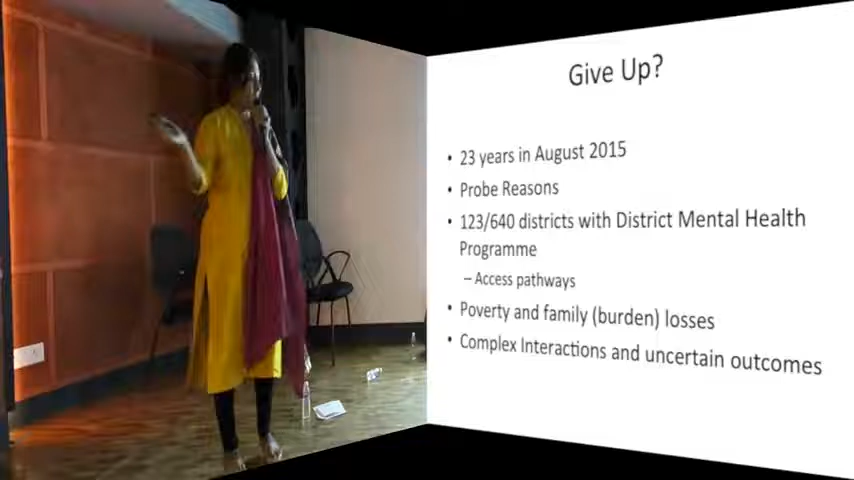 Give Up?
• 23 years in August 2015
• Probe Reasons
• 123/640 districts with District Mental Health
Programme
– Access pathways
• Poverty and family (burden) losses
• Complex Interactions and uncertain outcomes